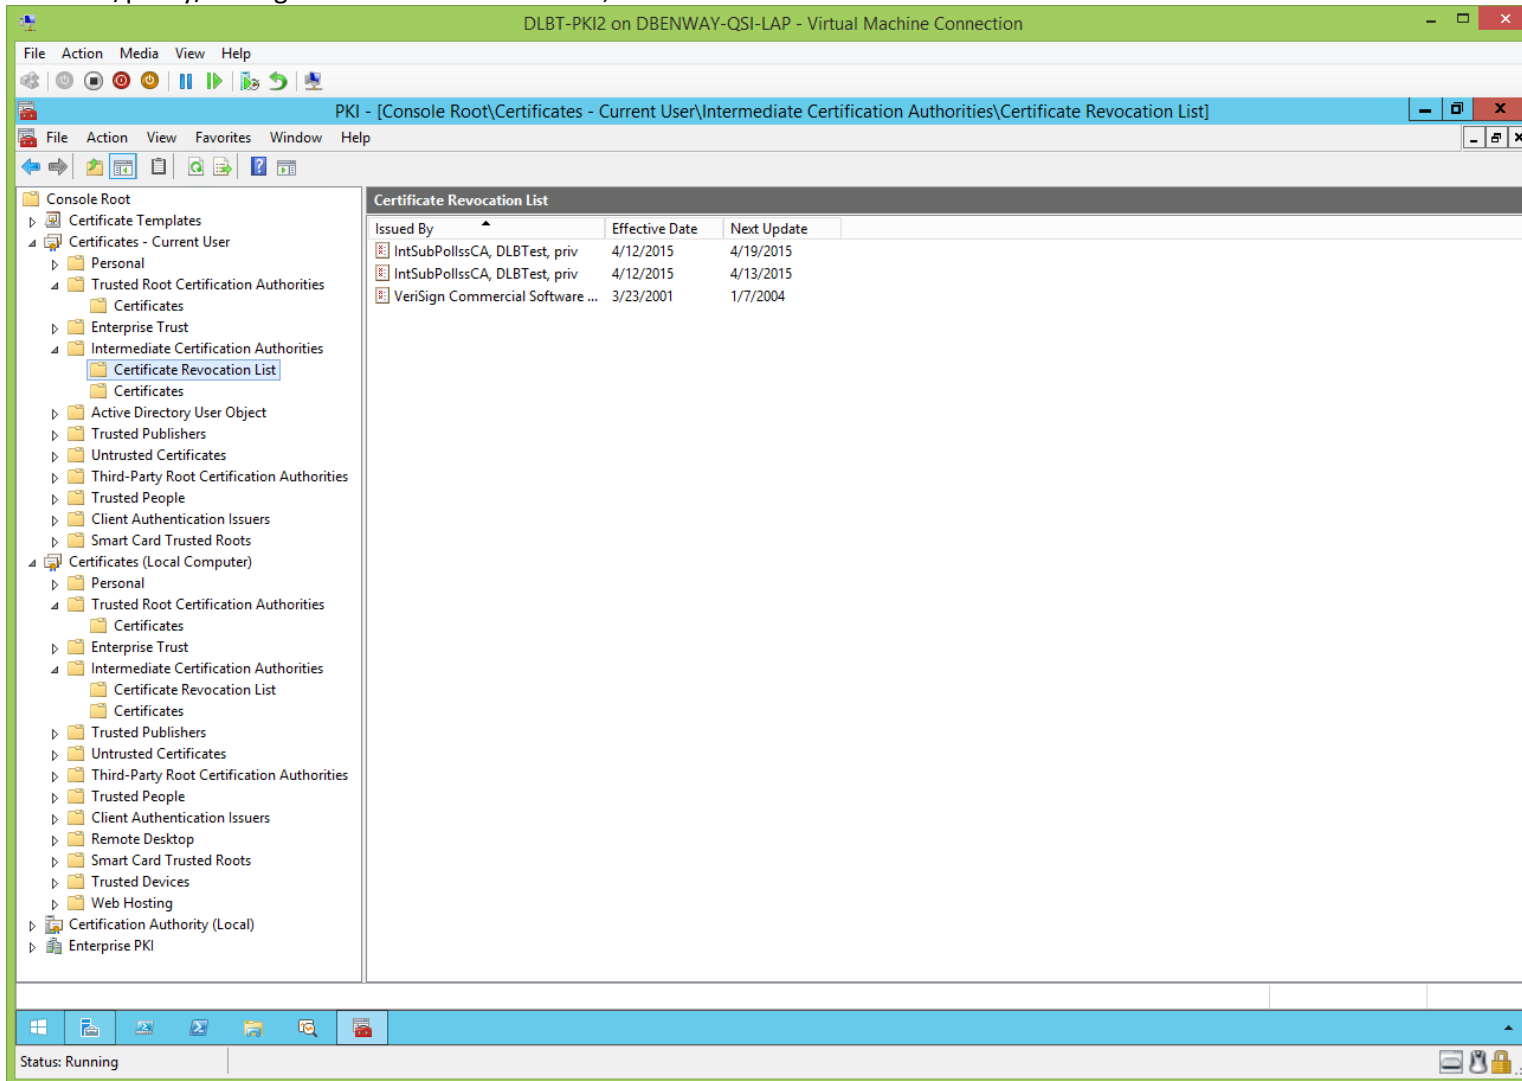 DLBT-PKI2 on DBENWAY-QSI-LAP - Virtual Machine Connection
File Action Media View Help
PKI - [Console Root\Certificates - Current User\Intermediate Certification Authorities\Certificate Revocation List]
File Action View Favorites Window Help
Console Root
Certificate Templates
Certificates - Current User
Personal
Trusted Root Certification Authorities
Certificates
Enterprise Trust
Intermediate Certification Authorities
Certificate Revocation List
Certificates
Active Directory User Object
Trusted Publishers
Untrusted Certificates
Third-Party Root Certification Authorities
Trusted People
Client Authentication Issuers
Smart Card Trusted Roots
Certificates (Local Computer)
Personal
Trusted Root Certification Authorities
Certificates
Enterprise Trust
Intermediate Certification Authorities
Certificate Revocation List
Certificates
Trusted Publishers
Untrusted Certificates
Third-Party Root Certification Authorities
Trusted People
Client Authentication Issuers
Remote Desktop
Smart Card Trusted Roots
Trusted Devices
Web Hosting
Certification Authority (Local)
Enterprise PKI
Certificate Revocation List
Issued By Effective Date Next Update
IntSubPolIssCA, DLBTest, priv 4/12/2015 4/19/2015
IntSubPolIssCA, DLBTest, priv 4/12/2015 4/13/2015
VeriSign Commercial Software ... 3/23/2001 1/7/2004
Status: Running